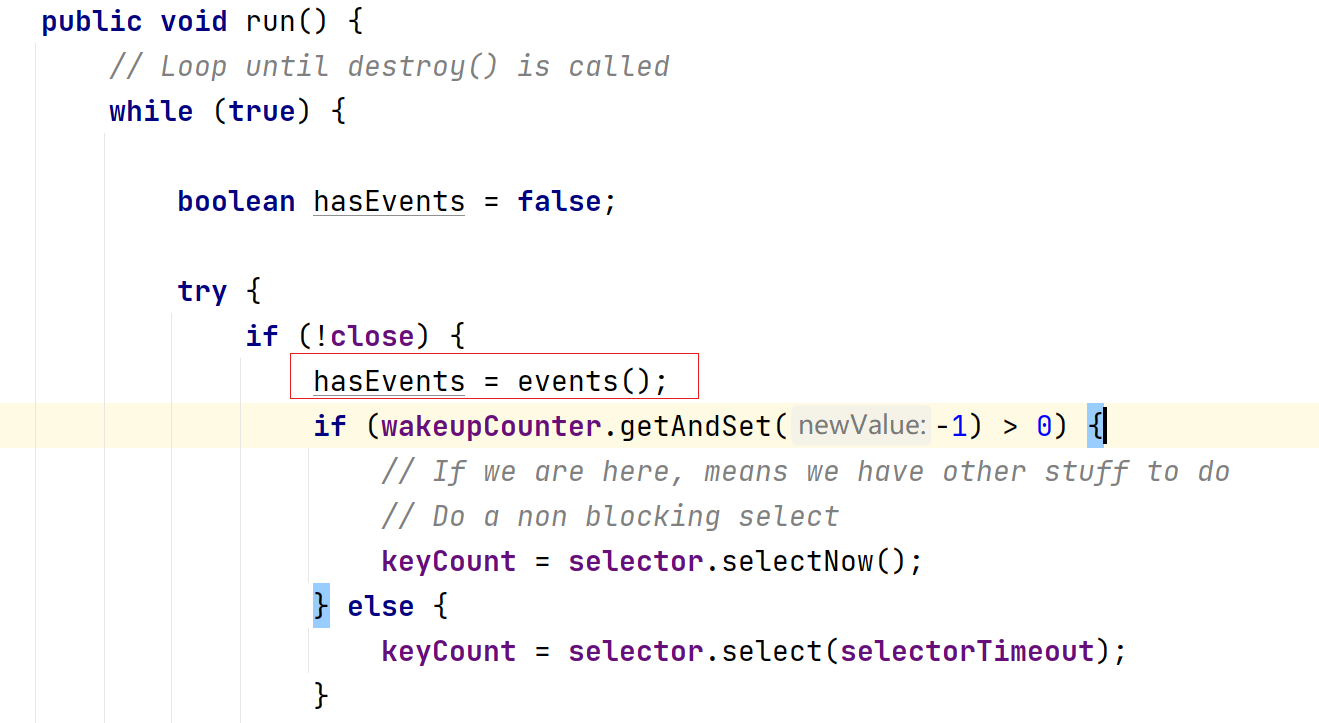 public void run() {
// Loop until destroy() is called
while (true) {
boolean hasEvents = false;
try {
if (!close) {
hasEvents = events();
if (wakeupCounter.getAndSet( newValue: -1) > 0) {
// If we are here, means we have other stuff to do
// Do a non blocking select
keyCount = selector.selectNow();
} else {
keyCount = selector.select(selectorTimeout);
}